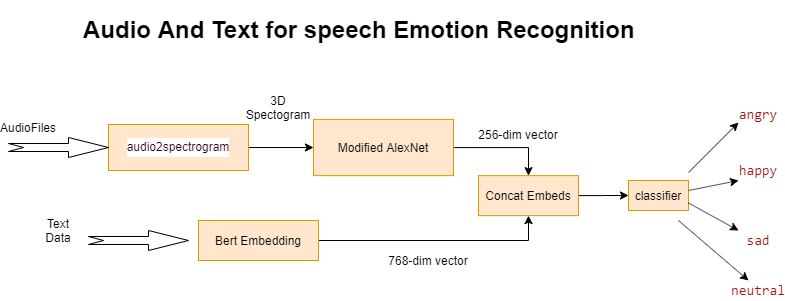 Audio And Text for speech Emotion Recognition
AudioFiles
audio2spectrogram
3D
Spectogram
Modified AlexNet
256-dim vector
Text
Data
Bert Embedding
768-dim vector
Concat Embeds
classifier
angry
happy
sad
neutral